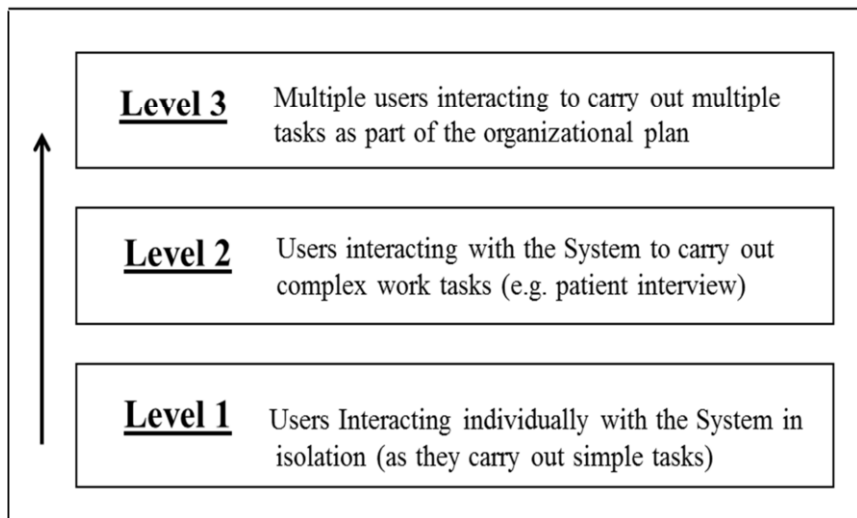 Level 3 Multiple users interacting to carry out multiple
tasks as part of the organizational plan
Level 2 Users interacting with the System to carry out
complex work tasks (e.g. patient interview)
Level 1 Users Interacting individually with the System in
isolation (as they carry out simple tasks)